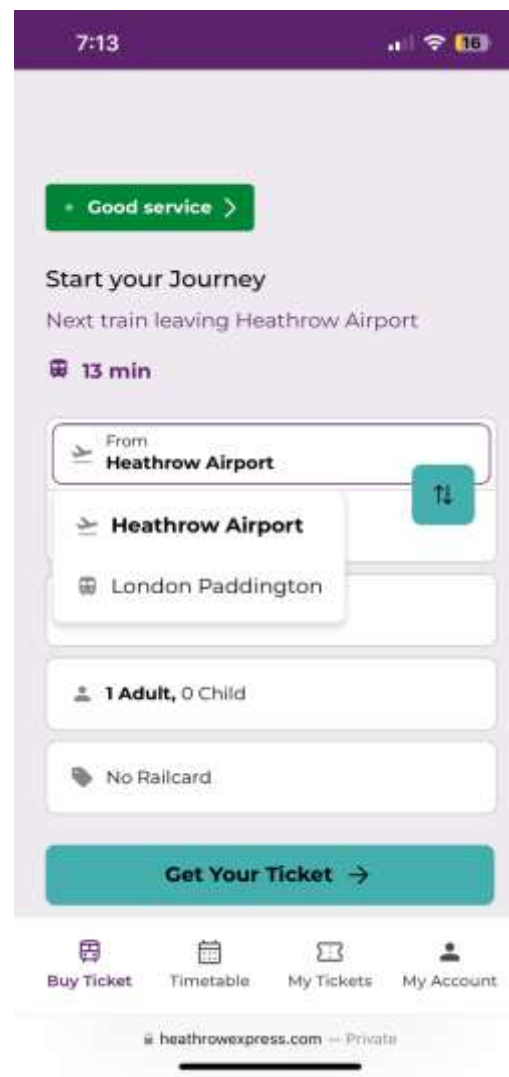 7:13
16
Good service
Start your Journey
Next train leaving Heathrow Airport
13 min
From
Heathrow Airport
Heathrow Airport
London Paddington
1 Adult, 0 Child
No Railcard
Get Your Ticket →
Buy Ticket Timetable My Tickets My Account
heathrowexpress.com — Private